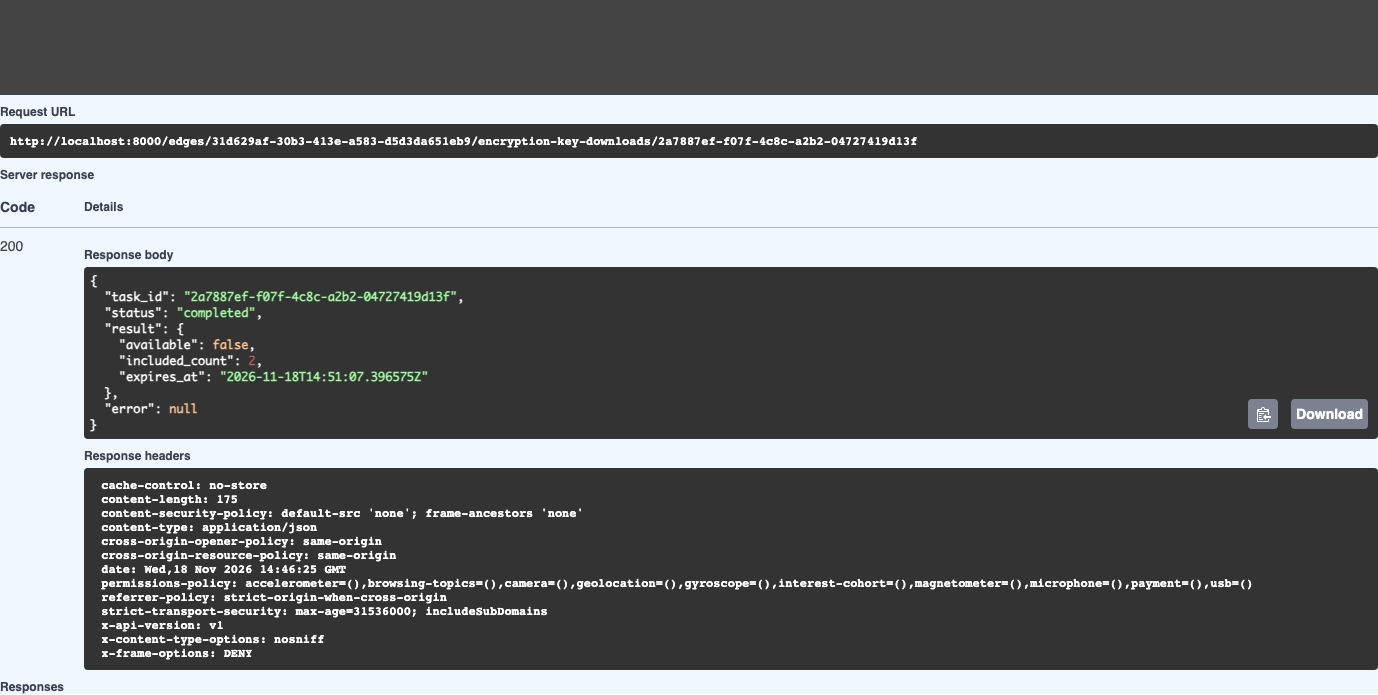 Request URL
http://localhost:8000/edges/31d629af-30b3-413e-a583-d5d3da651eb9/encryption-key-downloads/2a7887ef-f07f-4c8c-a2b2-04727419d13f
Server response
Code Details
200
Response body
{
"task_id": "2a7887ef-f07f-4c8c-a2b2-04727419d13f",
"status": "completed",
"result": {
"available": false,
"included_count": 2,
"expires_at": "2026-11-18T14:51:07.396575Z"
},
"error": null
}
Download
Response headers
cache-control: no-store
content-length: 175
content-security-policy: default-src 'none'; frame-ancestors 'none'
content-type: application/json
cross-origin-opener-policy: same-origin
cross-origin-resource-policy: same-origin
date: Wed,18 Nov 2026 14:46:25 GMT
permissions-policy: accelerometer=(),browsing-topics=(),camera=(),geolocation=(),gyroscope=(),interest-cohort=(),magnetometer=(),microphone=(),payment=(),usb=()
referrer-policy: strict-origin-when-cross-origin
strict-transport-security: max-age=31536000; includeSubDomains
x-api-version: v1
x-content-type-options: nosniff
x-frame-options: DENY
Responses